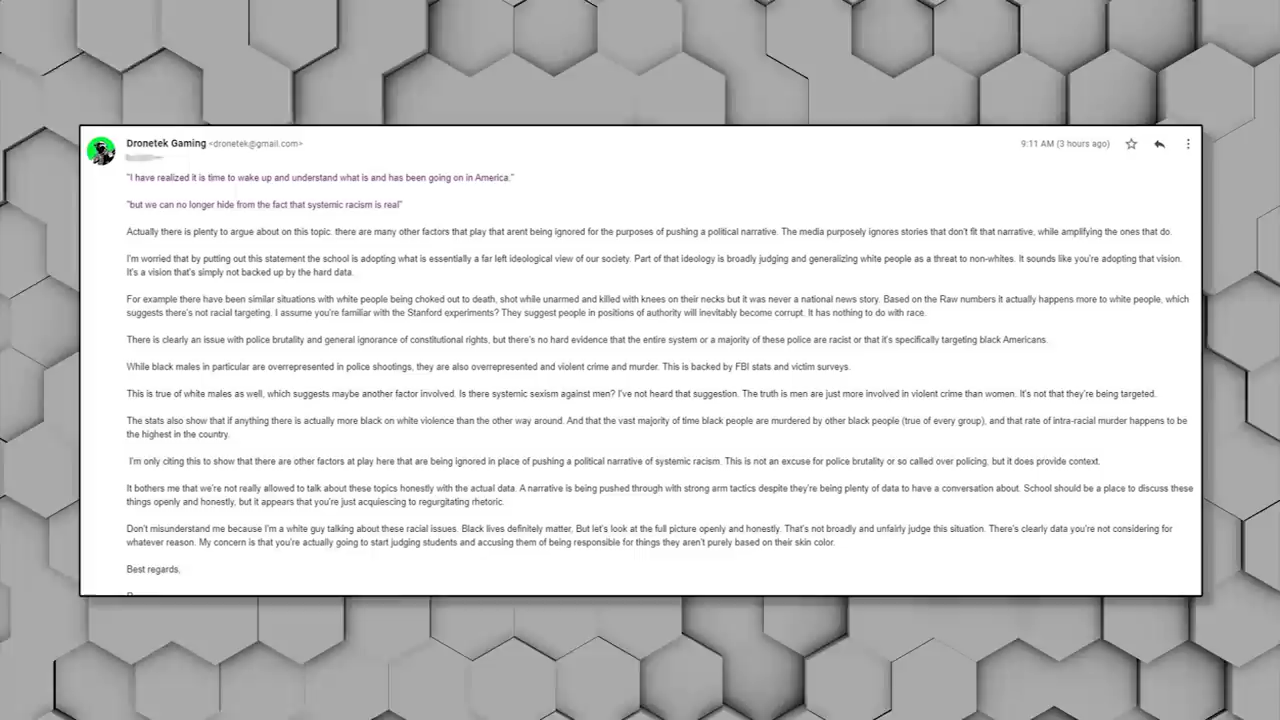 Dronetek Gaming <dronetek@gmail.com>
9:11 AM (3 hours ago)
"I have realized it is time to wake up and understand what is and has been going on in America."
"but we can no longer hide from the fact that systemic racism is real"
Actually there is plenty to argue about on this topic. there are many other factors that play that arent being ignored for the purposes of pushing a political narrative. The media purposely ignores stories that don't fit that narrative, while amplifying the ones that do.
I'm worried that by putting out this statement the school is adopting what is essentially a far left ideological view of our society. Part of that ideology is broadly judging and generalizing white people as a threat to non-whites. It sounds like you're adopting that vision.
It's a vision that's simply not backed up by the hard data.
For example there have been similar situations with white people being choked out to death, shot while unarmed and killed with knees on their necks but it was never a national news story. Based on the Raw numbers it actually happens more to white people, which
suggests there's not racial targeting. I assume you're familiar with the Stanford experiments? They suggest people in positions of authority will inevitably become corrupt. It has nothing to do with race.
There is clearly an issue with police brutality and general ignorance of constitutional rights, but there's no hard evidence that the entire system or a majority of these police are racist or that it's specifically targeting black Americans.
While black males in particular are overrepresented in police shootings, they are also overrepresented and violent crime and murder. This is backed by FBI stats and victim surveys.
This is true of white males as well, which suggests maybe another factor involved. Is there systemic sexism against men? I've not heard that suggestion. The truth is men are just more involved in violent crime than women. It's not that they're being targeted.
The stats also show that if anything there is actually more black on white violence than the other way around. And that the vast majority of time black people are murdered by other black people (true of every group), and that rate of intra-racial murder happens to be
the highest in the country.
I'm only citing this to show that there are other factors at play here that are being ignored in place of pushing a political narrative of systemic racism. This is not an excuse for police brutality or so called over policing, but it does provide context.
It bothers me that we're not really allowed to talk about these topics honestly with the actual data. A narrative is being pushed through with strong arm tactics despite they're being plenty of data to have a conversation about. School should be a place to discuss these
things openly and honestly, but it appears that you're just acquiescing to regurgitating rhetoric.
Don't misunderstand me because I'm a white guy talking about these racial issues. Black lives definitely matter, But let's look at the full picture openly and honestly. That's not broadly and unfairly judge this situation. There's clearly data you're not considering for
whatever reason. My concern is that you're actually going to start judging students and accusing them of being responsible for things they aren't purely based on their skin color.
Best regards,